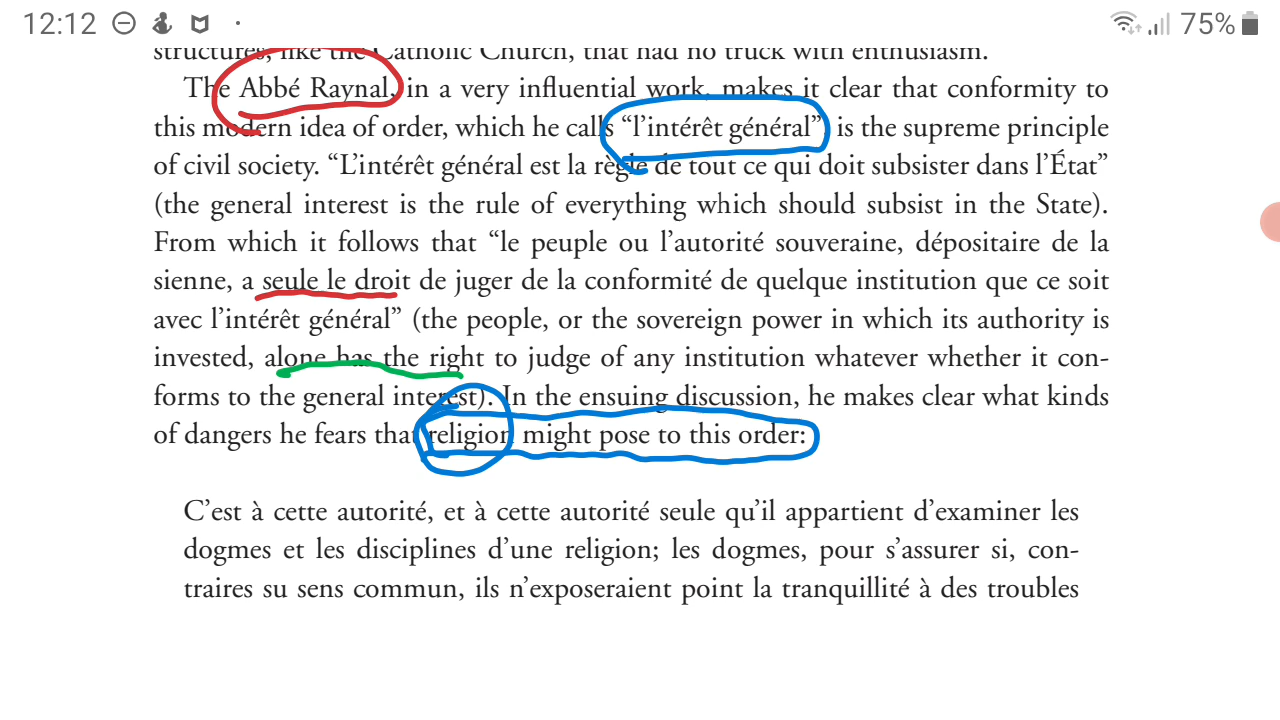 12:12 75%
structures, like the Catholic Church, that had no truck with enthusiasm.
The Abbé Raynal, in a very influential work, makes it clear that conformity to
this modern idea of order, which he calls “l’intérêt général”, is the supreme principle
of civil society. “L’intérêt général est la règle de tout ce qui doit subsister dans l’État”
(the general interest is the rule of everything which should subsist in the State).
From which it follows that “le peuple ou l’autorité souveraine, dépositaire de la
sienne, a seule le droit de juger de la conformité de quelque institution que ce soit
avec l’intérêt général” (the people, or the sovereign power in which its authority is
invested, alone has the right to judge of any institution whatever whether it con-
forms to the general interest). In the ensuing discussion, he makes clear what kinds
of dangers he fears that religion might pose to this order:
C’est à cette autorité, et à cette autorité seule qu’il appartient d’examiner les
dogmes et les disciplines d’une religion; les dogmes, pour s’assurer si, con-
traires su sens commun, ils n’exposeraient point la tranquillité à des troubles